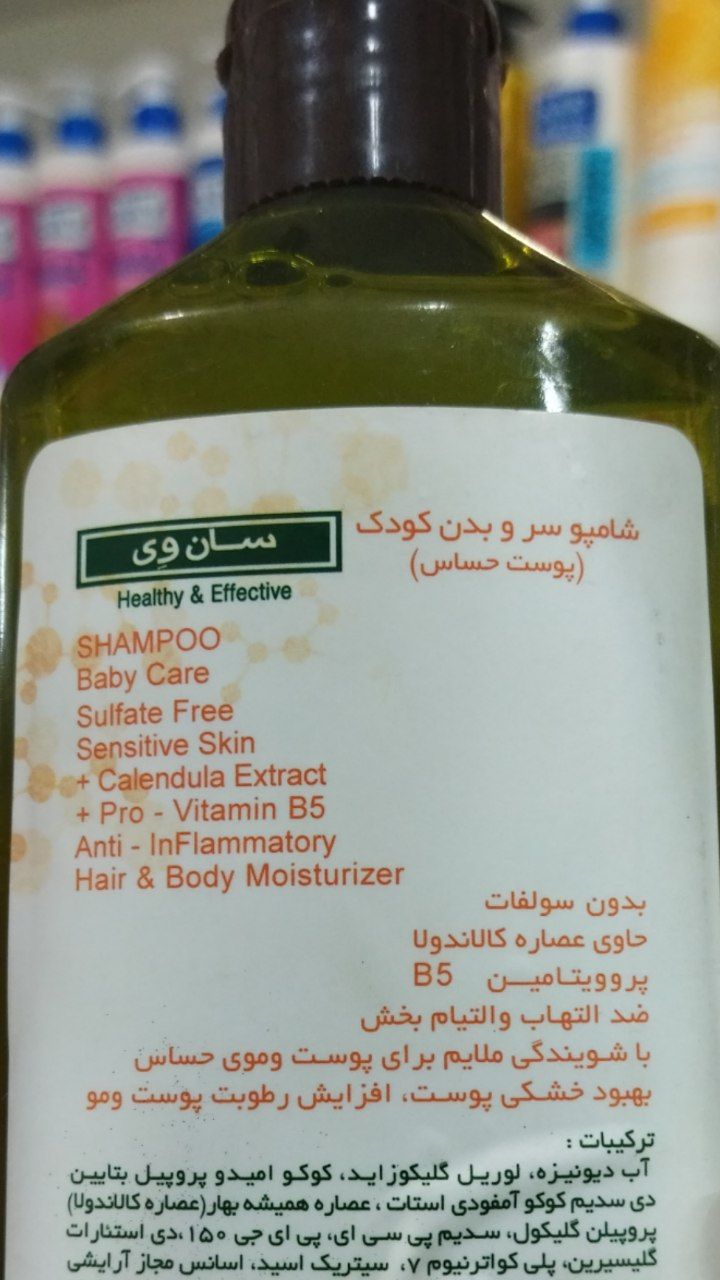 شامپو سر و بدن کودک
(پوست حساس)
سان وِی
Healthy & Effective
SHAMPOO
Baby Care
Sulfate Free
Sensitive Skin
+ Calendula Extract
+ Pro - Vitamin B5
Anti - InFlammatory
Hair & Body Moisturizer
بدون سولفات
حاوی عصاره کالاندولا
پروویتامین B5
ضد التهاب والتیام بخش
با شویندگی ملایم برای پوست وموی حساس
بهبود خشکی پوست، افزایش رطوبت پوست ومو
ترکیبات :
آب دیونیزه، لوریل گلیکوزاید، کوکو امیدو پروپیل بتایین
دی سدیم کوکو آمفودی استات ، عصاره همیشه بهار(عصاره کالاندولا)
پروپیلن گلیکول، سدیم پی سی ای، پی ای جی ۱۵۰ ،دی استئارات
گلیسیرین، پلی کواترنیوم ۷، سیتریک اسید، اسانس مجاز آرایشی